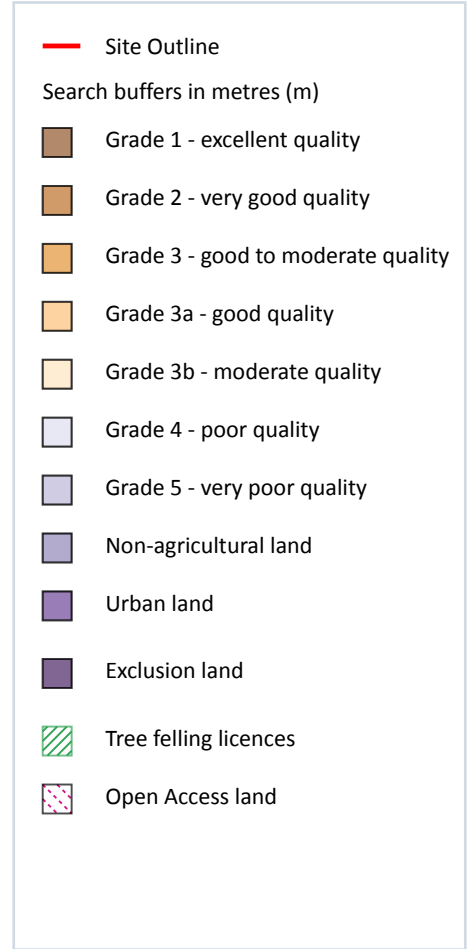 Site Outline
Search buffers in metres (m)
Grade 1 - excellent quality
Grade 2 - very good quality
Grade 3 - good to moderate quality
Grade 3a - good quality
Grade 3b - moderate quality
Grade 4 - poor quality
Grade 5 - very poor quality
Non-agricultural land
Urban land
Exclusion land
Tree felling licences
Open Access land